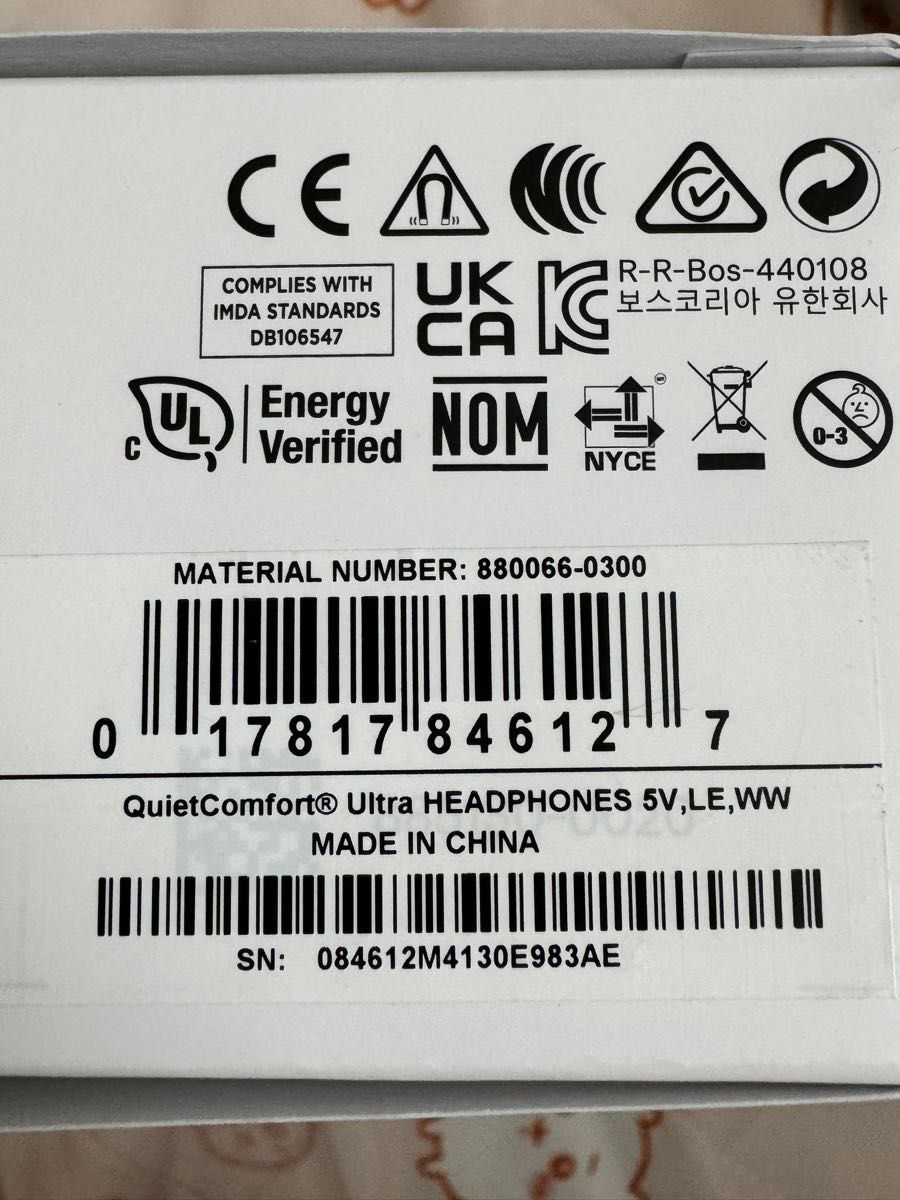 CE
R-R-Bos-440108
보스코리아 유한회사
COMPLIES WITH
IMDA STANDARDS
DB106547
UK
CA
KC
c UL Energy
Verified
NOM
NYCE
0-3
MATERIAL NUMBER: 880066-0300
0 17817 84612 7
QuietComfort® Ultra HEADPHONES 5V,LE,WW
MADE IN CHINA
SN: 084612M4130E983AE